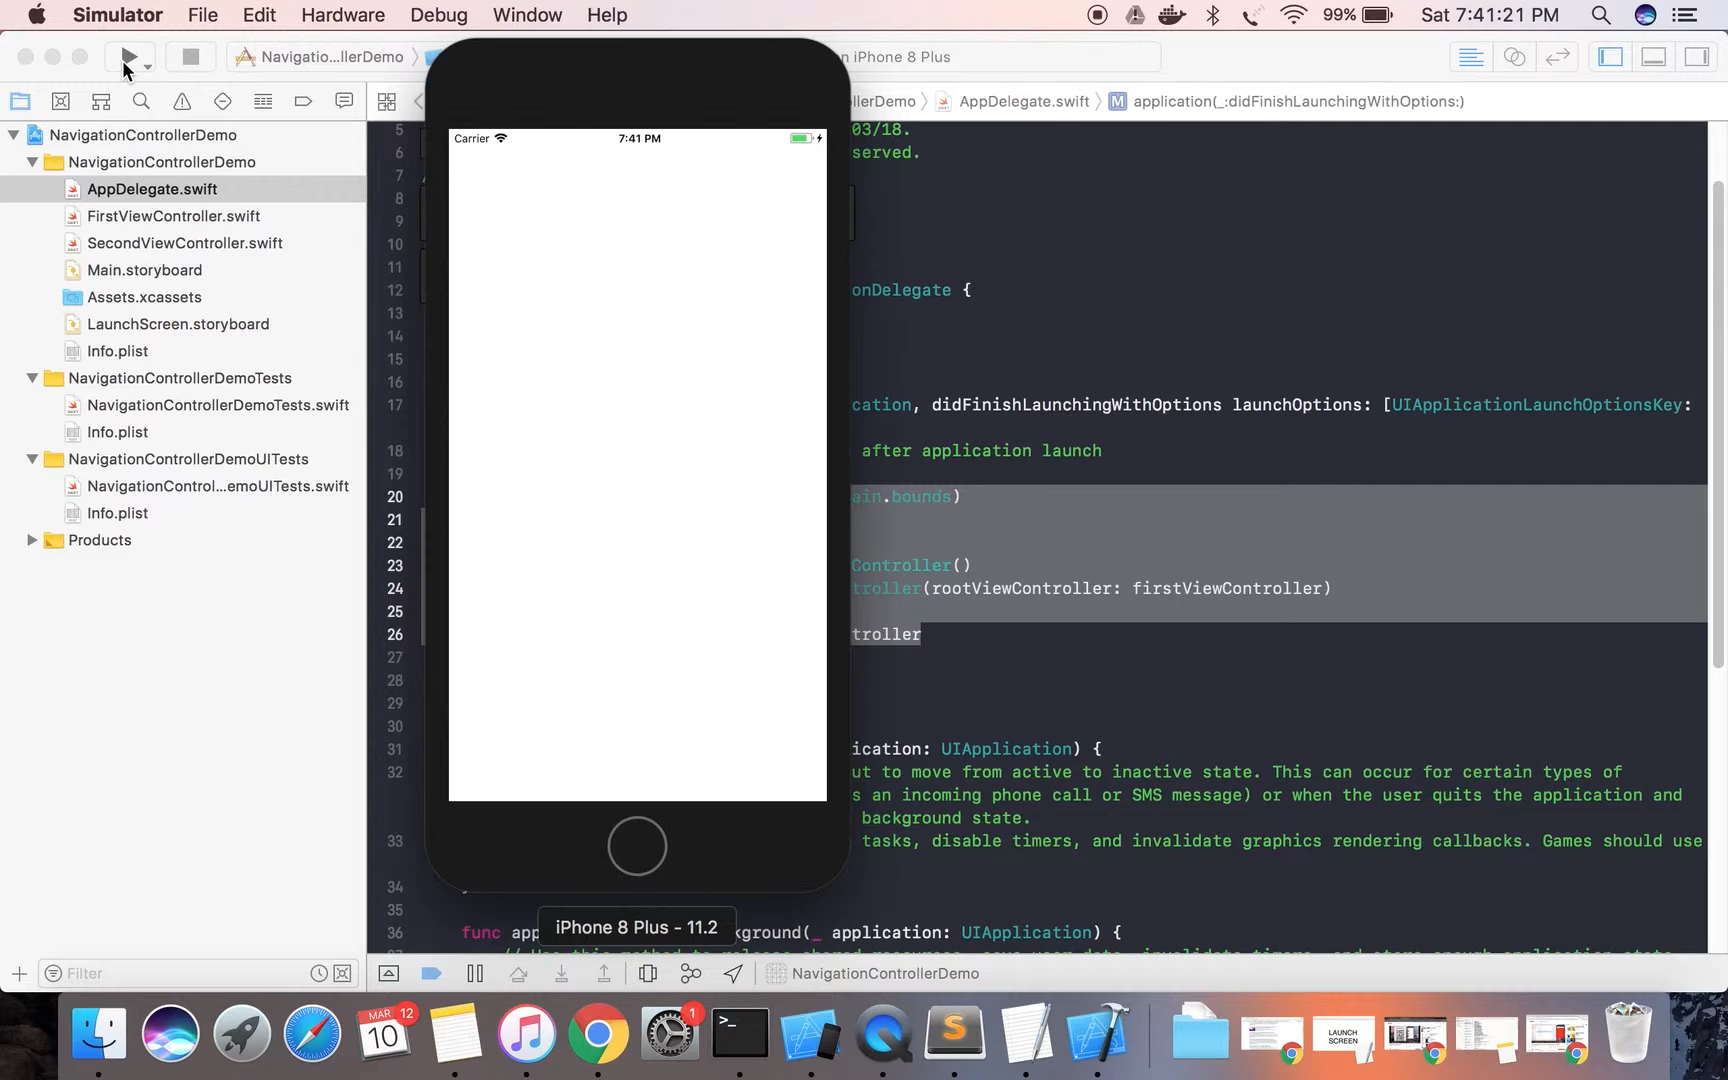 Simulator File Edit Hardware Debug Window Help 99% Sat 7:41:21 PM
Navigatio...llerDemo n iPhone 8 Plus
llerDemo AppDelegate.swift M application(_:didFinishLaunchingWithOptions:)
NavigationControllerDemo
NavigationControllerDemo
AppDelegate.swift
FirstViewController.swift
SecondViewController.swift
Main.storyboard
Assets.xcassets
LaunchScreen.storyboard
Info.plist
NavigationControllerDemoTests
NavigationControllerDemoTests.swift
Info.plist
NavigationControllerDemoUITests
NavigationControl...emoUITests.swift
Info.plist
Products
Filter
Carrier 7:41 PM
5 03/18.
6 served.
7
8
9
10
11
12 onDelegate {
13
14
15
16
17 cation, didFinishLaunchingWithOptions launchOptions: [UIApplicationLaunchOptionsKey:
18 after application launch
19
20 ain.bounds)
21
22
23 Controller()
24 troller(rootViewController: firstViewController)
25
26 troller
27
28
29
30
31 ication: UIApplication) {
32 ut to move from active to inactive state. This can occur for certain types of
s an incoming phone call or SMS message) or when the user quits the application and
background state.
33 tasks, disable timers, and invalidate graphics rendering callbacks. Games should use
34
35
36 func app kground(_ application: UIApplication) {
iPhone 8 Plus - 11.2
NavigationControllerDemo
MAR 12
10
1
LAUNCH
SCREEN